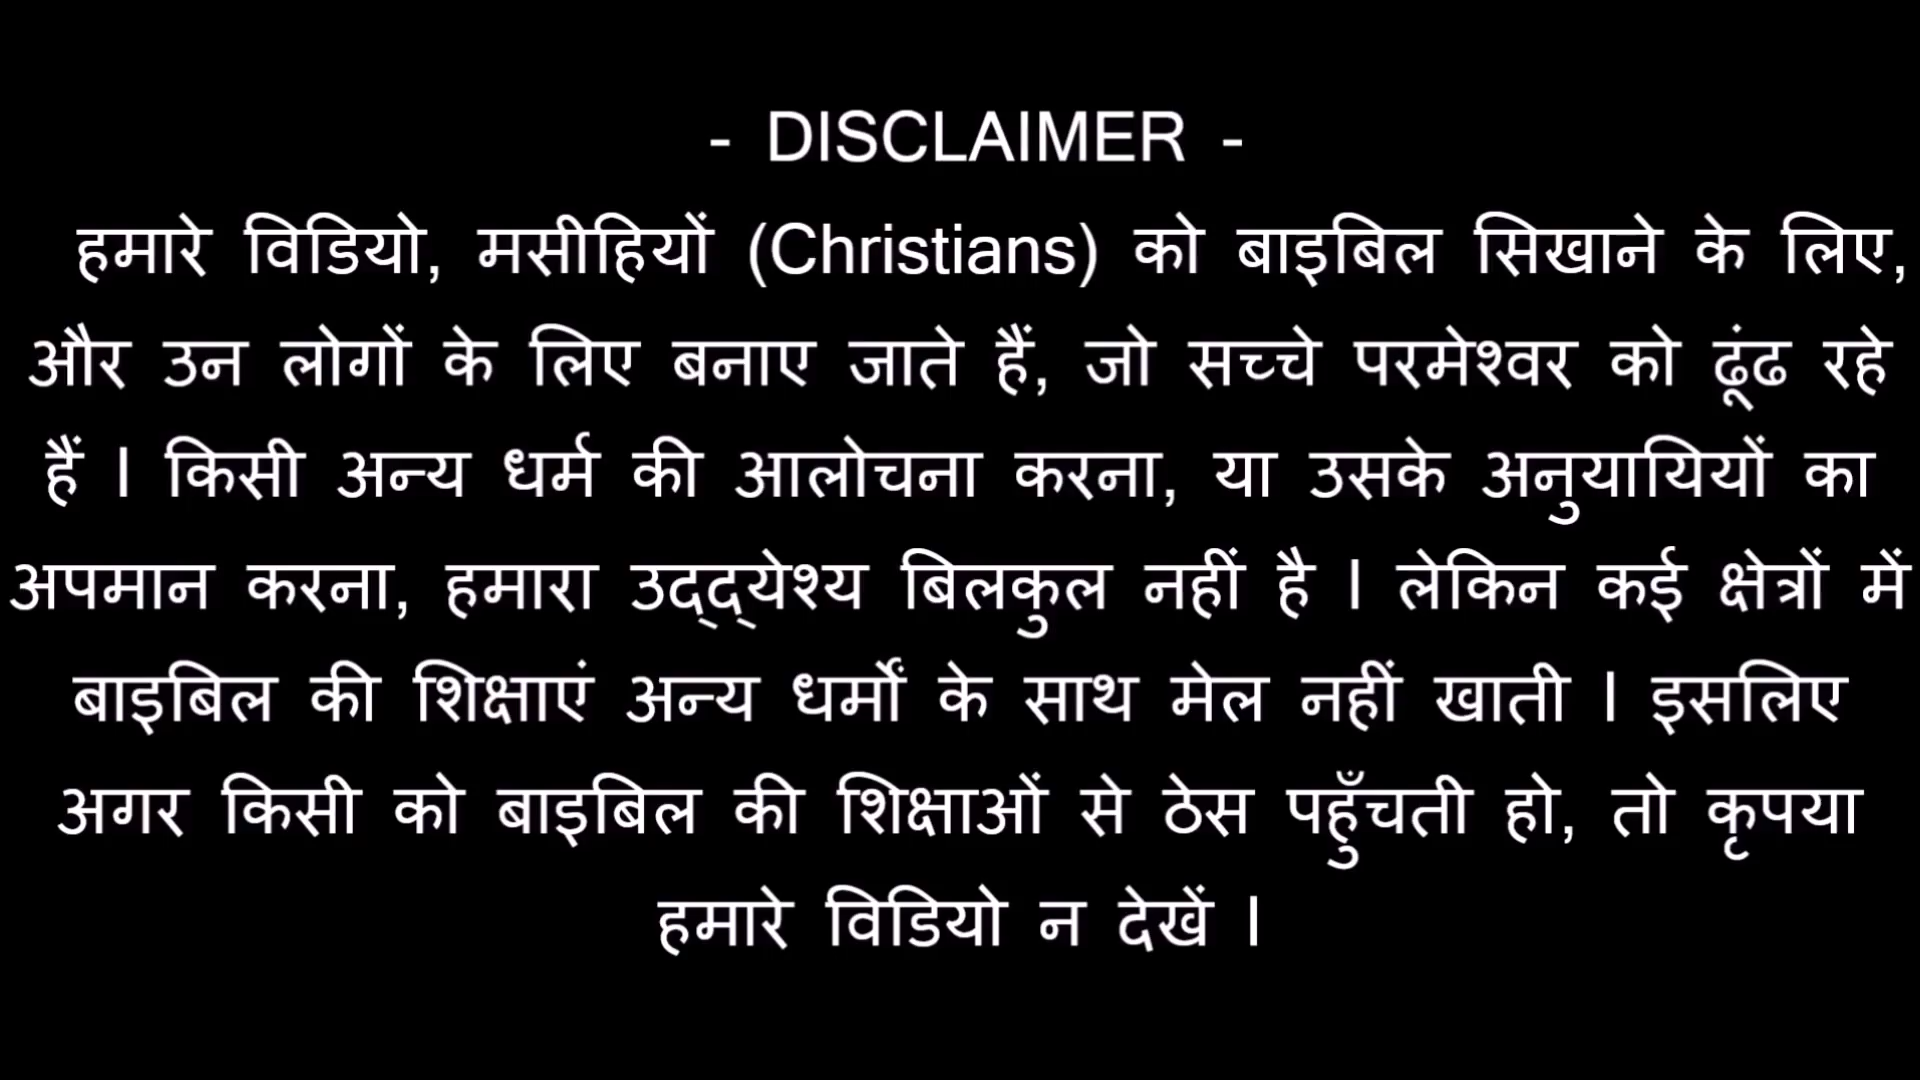 - DISCLAIMER -
हमारे विडियो, मसीहियों (Christians) को बाइबिल सिखाने के लिए,
और उन लोगों के लिए बनाए जाते हैं, जो सच्चे परमेश्वर को ढूंढ रहे
हैं । किसी अन्य धर्म की आलोचना करना, या उसके अनुयायियों का
अपमान करना, हमारा उद्द्येश्य बिलकुल नहीं है । लेकिन कई क्षेत्रों में
बाइबिल की शिक्षाएं अन्य धर्मों के साथ मेल नहीं खाती । इसलिए
अगर किसी को बाइबिल की शिक्षाओं से ठेस पहुँचती हो, तो कृपया
हमारे विडियो न देखें ।